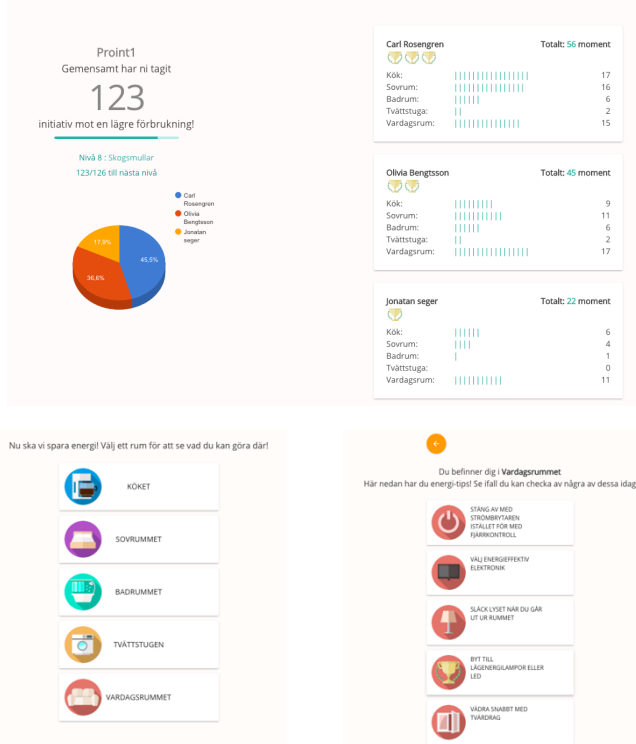 Proint1
Gemensamt har ni tagit
123
initiativ mot en lägre förbrukning!
Nivå 8 : Skogsmullar
123/126 till nästa nivå
Carl
Rosengren
Olivia
Bengtsson
Jonatan
seger
17,9%
45,5%
36,6%
Carl Rosengren Totalt: 56 moment
Kök: 17
Sovrum: 16
Badrum: 6
Tvättstuga: 2
Vardagsrum: 15
Olivia Bengtsson Totalt: 45 moment
Kök: 9
Sovrum: 11
Badrum: 6
Tvättstuga: 2
Vardagsrum: 17
Jonatan seger Totalt: 22 moment
Kök: 6
Sovrum: 4
Badrum: 1
Tvättstuga: 0
Vardagsrum: 11
Nu ska vi spara energi! Välj ett rum för att se vad du kan göra där!
KÖKET
SOVRUMMET
BADRUMMET
TVÄTTSTUGEN
VARDAGSRUMMET
Du befinner dig i Vardagsrummet
Här nedan har du energi-tips! Se ifall du kan checka av några av dessa idag
STÄNG AV MED
STRÖMBRYTAREN
ISTÄLLET FÖR MED
FJÄRRKONTROLL
VÄLJ ENERGIEFFEKTIV
ELEKTRONIK
SLÄCK LYSET NÄR DU GÅR
UT UR RUMMET
BYT TILL
LÅGENERGILAMPOR ELLER
LED
VÄDRA SNABBT MED
TVÄRDRAG